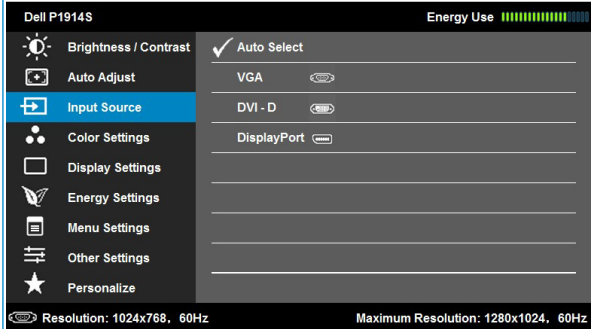 Dell P1914S Energy Use
Brightness / Contrast Auto Select
Auto Adjust VGA
Input Source DVI - D
Color Settings DisplayPort
Display Settings
Energy Settings
Menu Settings
Other Settings
Personalize
Resolution: 1024x768, 60Hz Maximum Resolution: 1280x1024, 60Hz